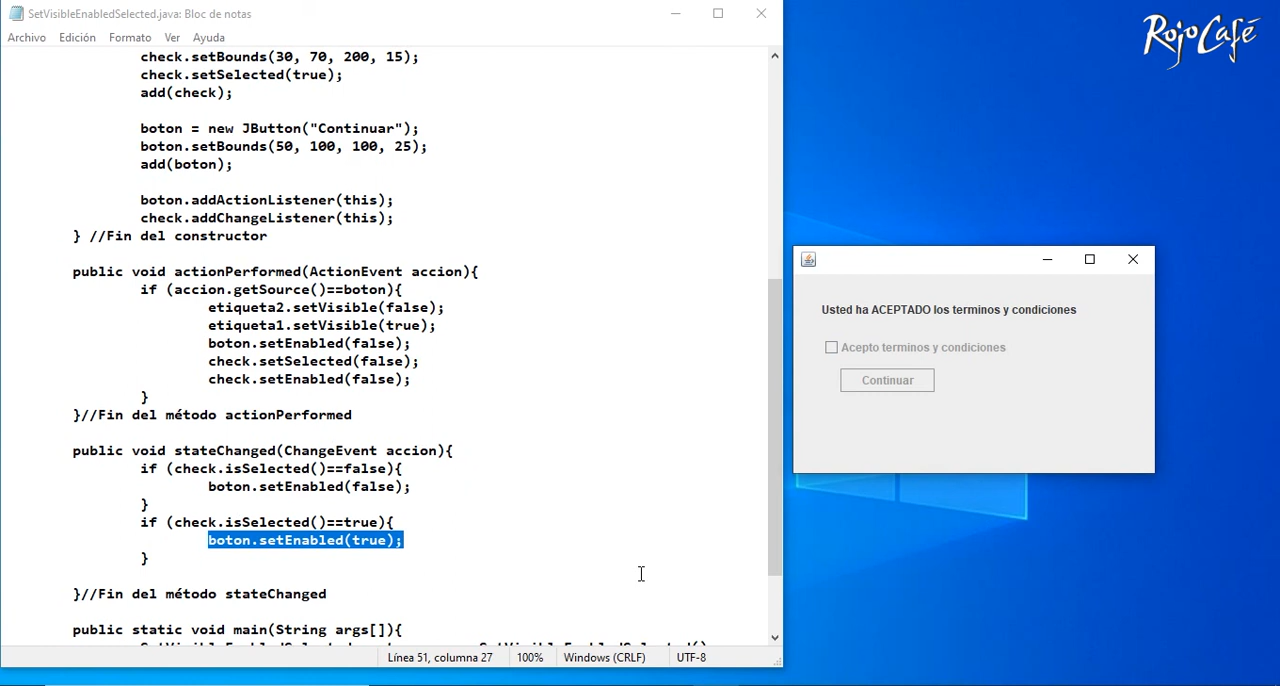 SetVisibleEnabledSelected.java: Bloc de notas
Archivo Edición Formato Ver Ayuda
check.setBounds(30, 70, 200, 15);
check.setSelected(true);
add(check);
boton = new JButton("Continuar");
boton.setBounds(50, 100, 100, 25);
add(boton);
boton.addActionListener(this);
check.addChangeListener(this);
} //Fin del constructor
public void actionPerformed(ActionEvent accion){
if (accion.getSource()==boton){
etiqueta2.setVisible(false);
etiqueta1.setVisible(true);
boton.setEnabled(false);
check.setSelected(false);
check.setEnabled(false);
}
}//Fin del método actionPerformed
public void stateChanged(ChangeEvent accion){
if (check.isSelected()==false){
boton.setEnabled(false);
}
if (check.isSelected()==true){
boton.setEnabled(true);
}
}//Fin del método stateChanged
public static void main(String args[]){
Línea 51, columna 27 100% Windows (CRLF) UTF-8
RojoCafé
Usted ha ACEPTADO los terminos y condiciones
Acepto terminos y condiciones
Continuar